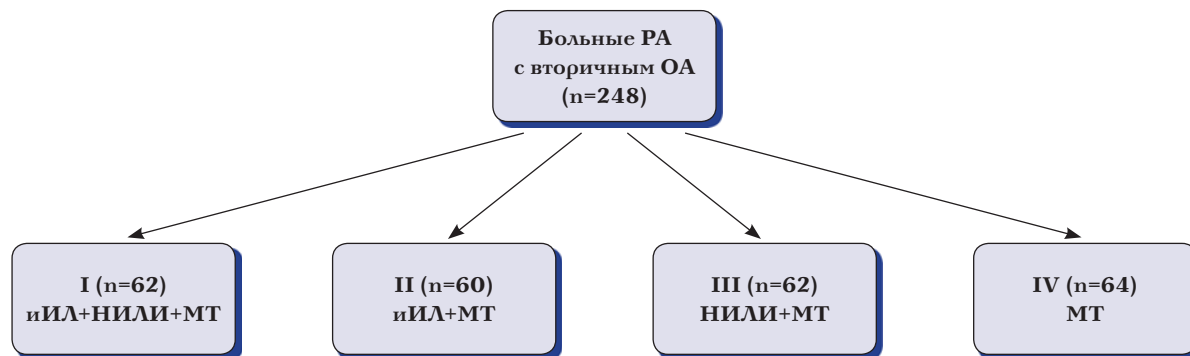 Больные РА
с вторичным ОА
(n=248)
I (n=62)
иИЛ+НИЛИ+МТ
II (n=60)
иИЛ+МТ
III (n=62)
НИЛИ+МТ
IV (n=64)
МТ